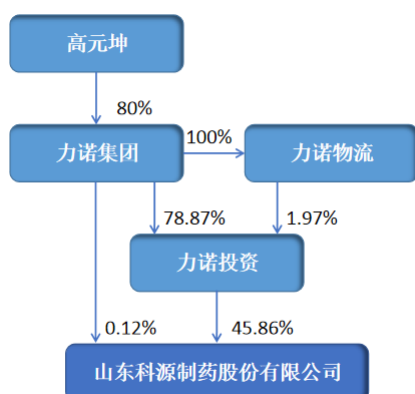 高元坤
80%
力诺集团
100%
力诺物流
78.87%
1.97%
力诺投资
0.12%
45.86%
山东科源制药股份有限公司